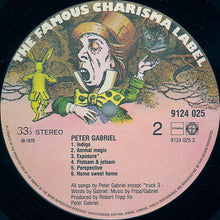 THE FAMOUS CHARISMA LABEL
9124 025
33⅓ STEREO
℗ 1978
PETER GABRIEL
2
9124 025.2
1. Indigo
2. Animal magic
3. Exposure*
4. Flotsam & jetsam
5. Perspective
6. Home sweet home
All songs by Peter Gabriel except *track 3 -
Words by Gabriel: Music by Fripp/Gabriel
Produced by Robert Fripp for
Peter Gabriel